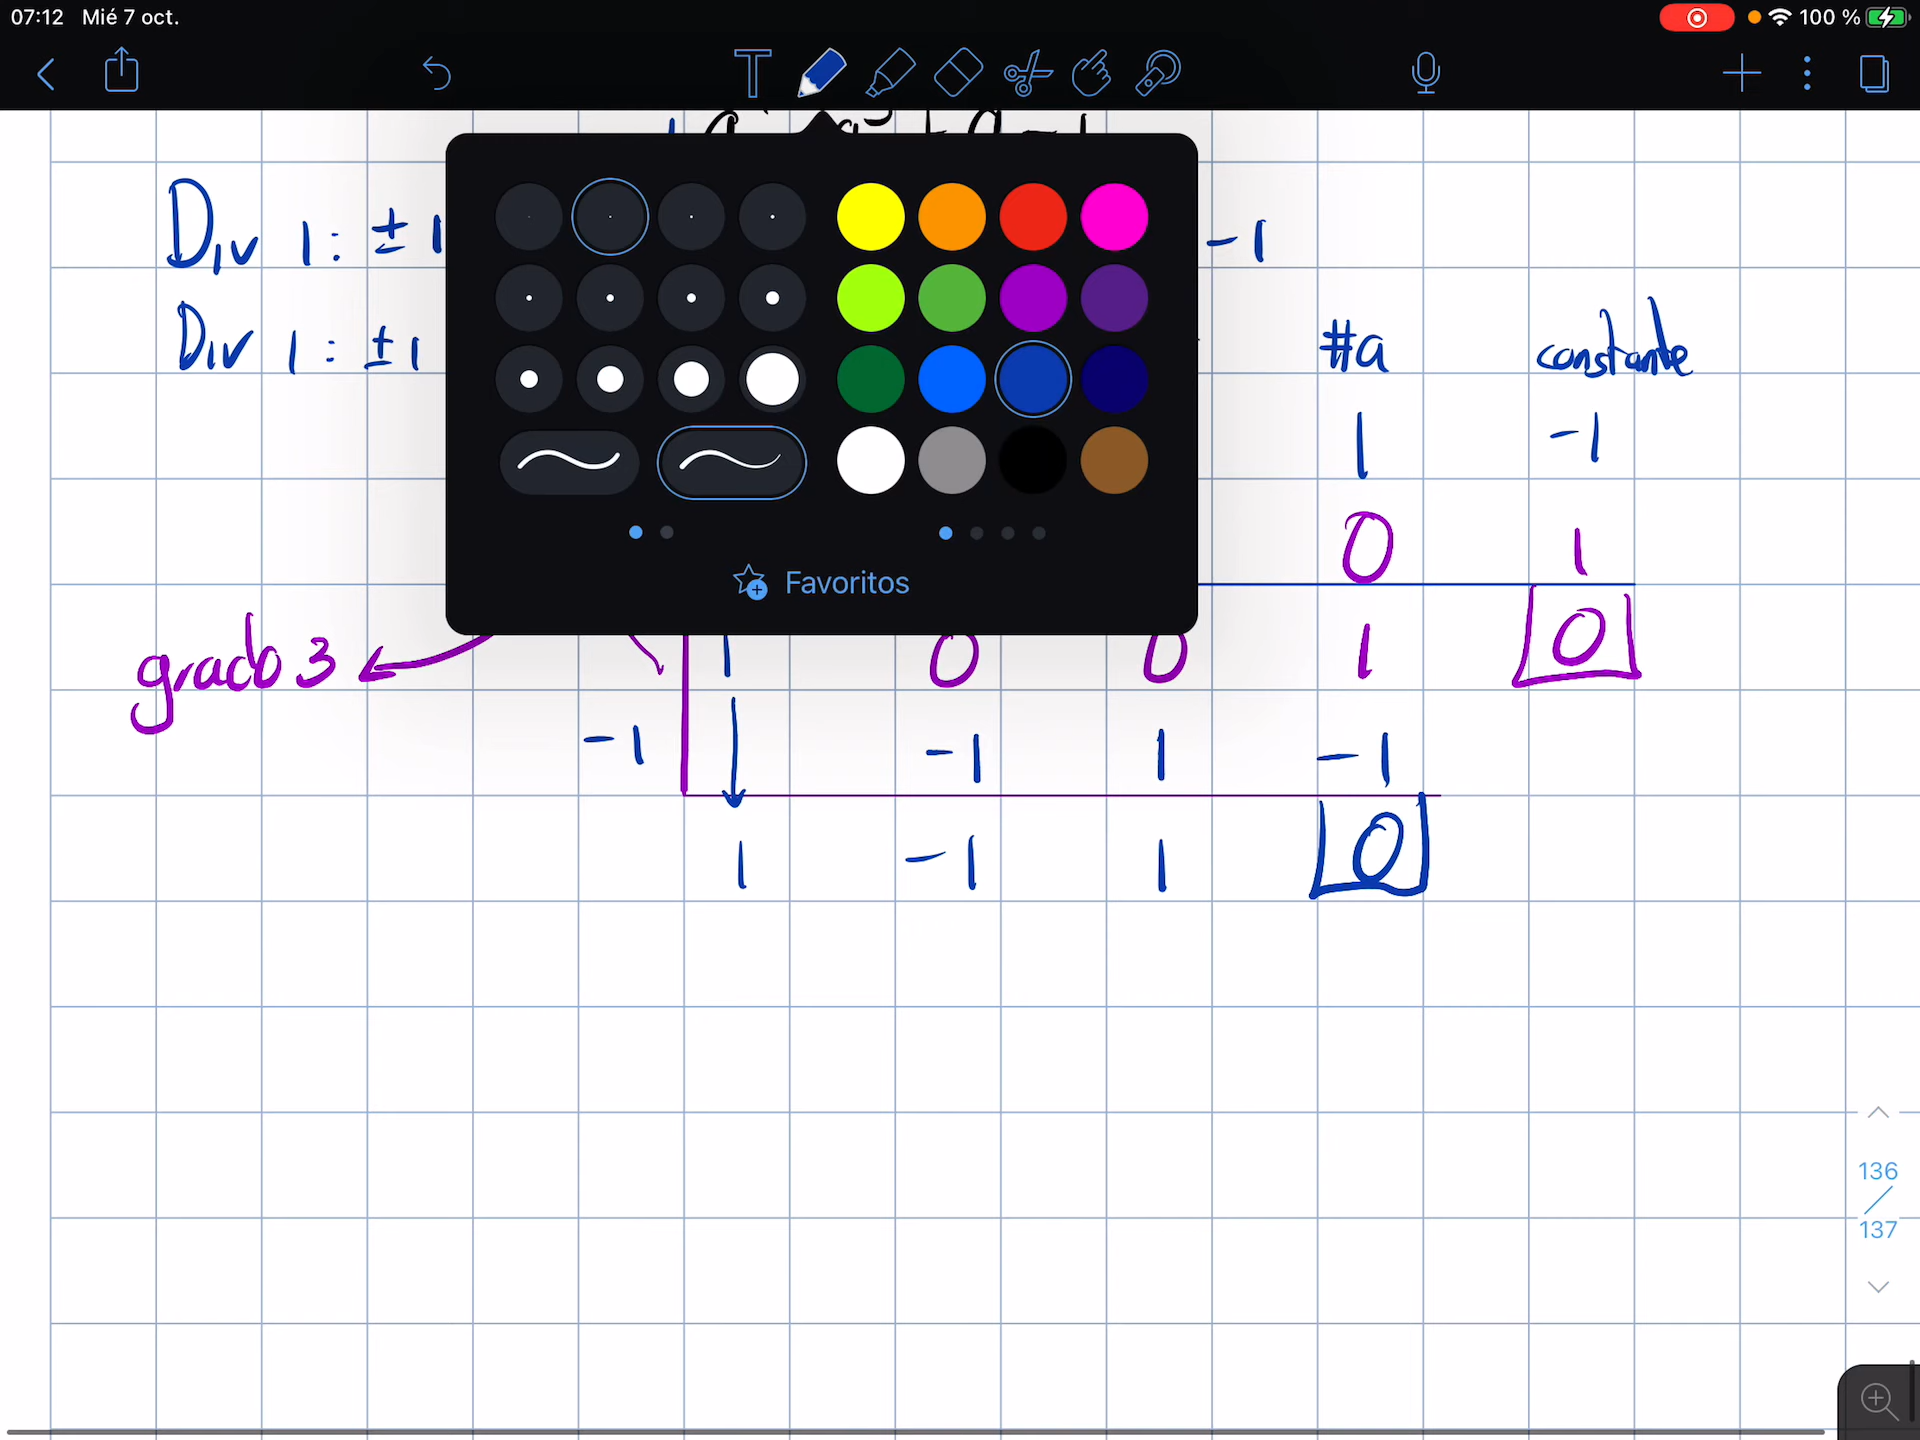 07:12 Mié 7 oct. 100 %
Div 1: ± 1 -1
Div 1: ±1 #a constante
1 -1
Favoritos 0 1
grado 3 1 0 0 1 0
-1 -1 1 -1
1 -1 1 0
136
137